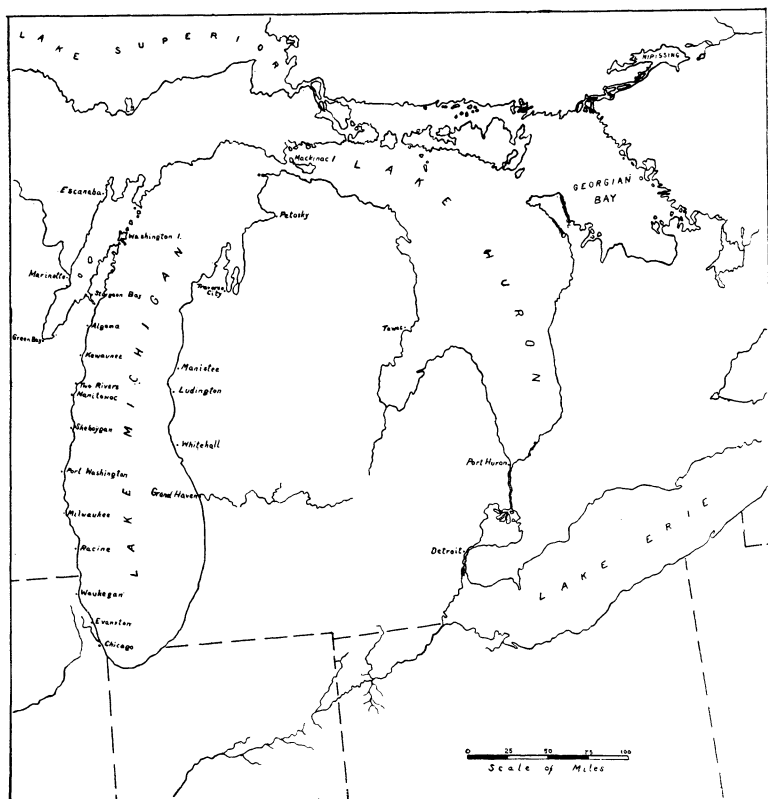 LAKE SUPERIOR
NIPISSING
Mackinac I
LAKE HURON
GEORGIAN
BAY
Escanaba
Petosky
Washington I.
Marinette
Sturgeon Bay
Traverse
City
Algoma
Green Bay
Tawas
Kewaunee
Manistee
Two Rivers
Manitowoc
Ludington
LAKE MICHIGAN
Sheboygan
Whitehall
Port Washington
Port Huron
Grand Haven
Milwaukee
LAKE ERIE
Racine
Detroit
Waukegan
Evanston
Chicago
0 25 50 75 100
Scale of Miles